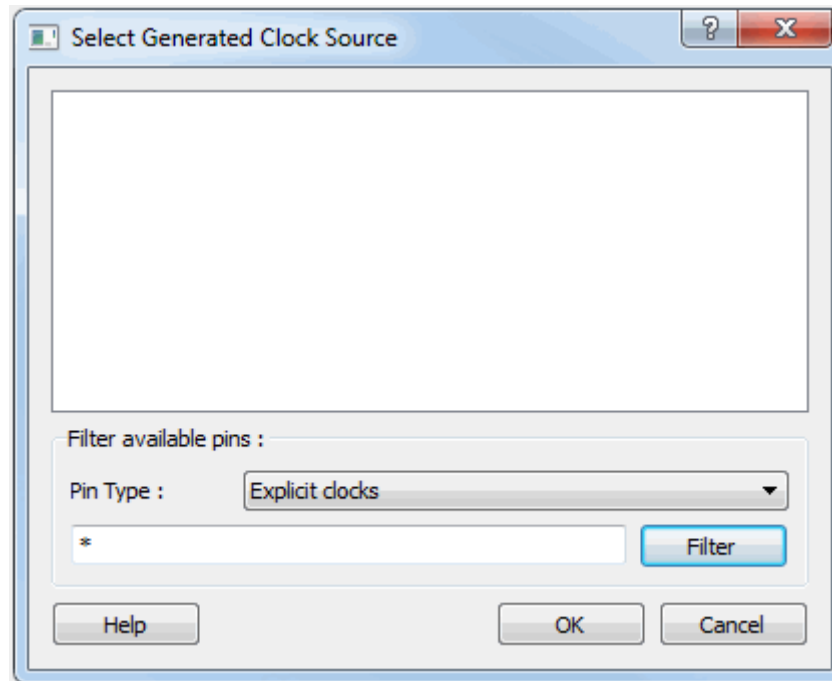 Select Generated Clock Source
?
X
Filter available pins :
Pin Type :
Explicit clocks
*
Filter
Help
OK
Cancel